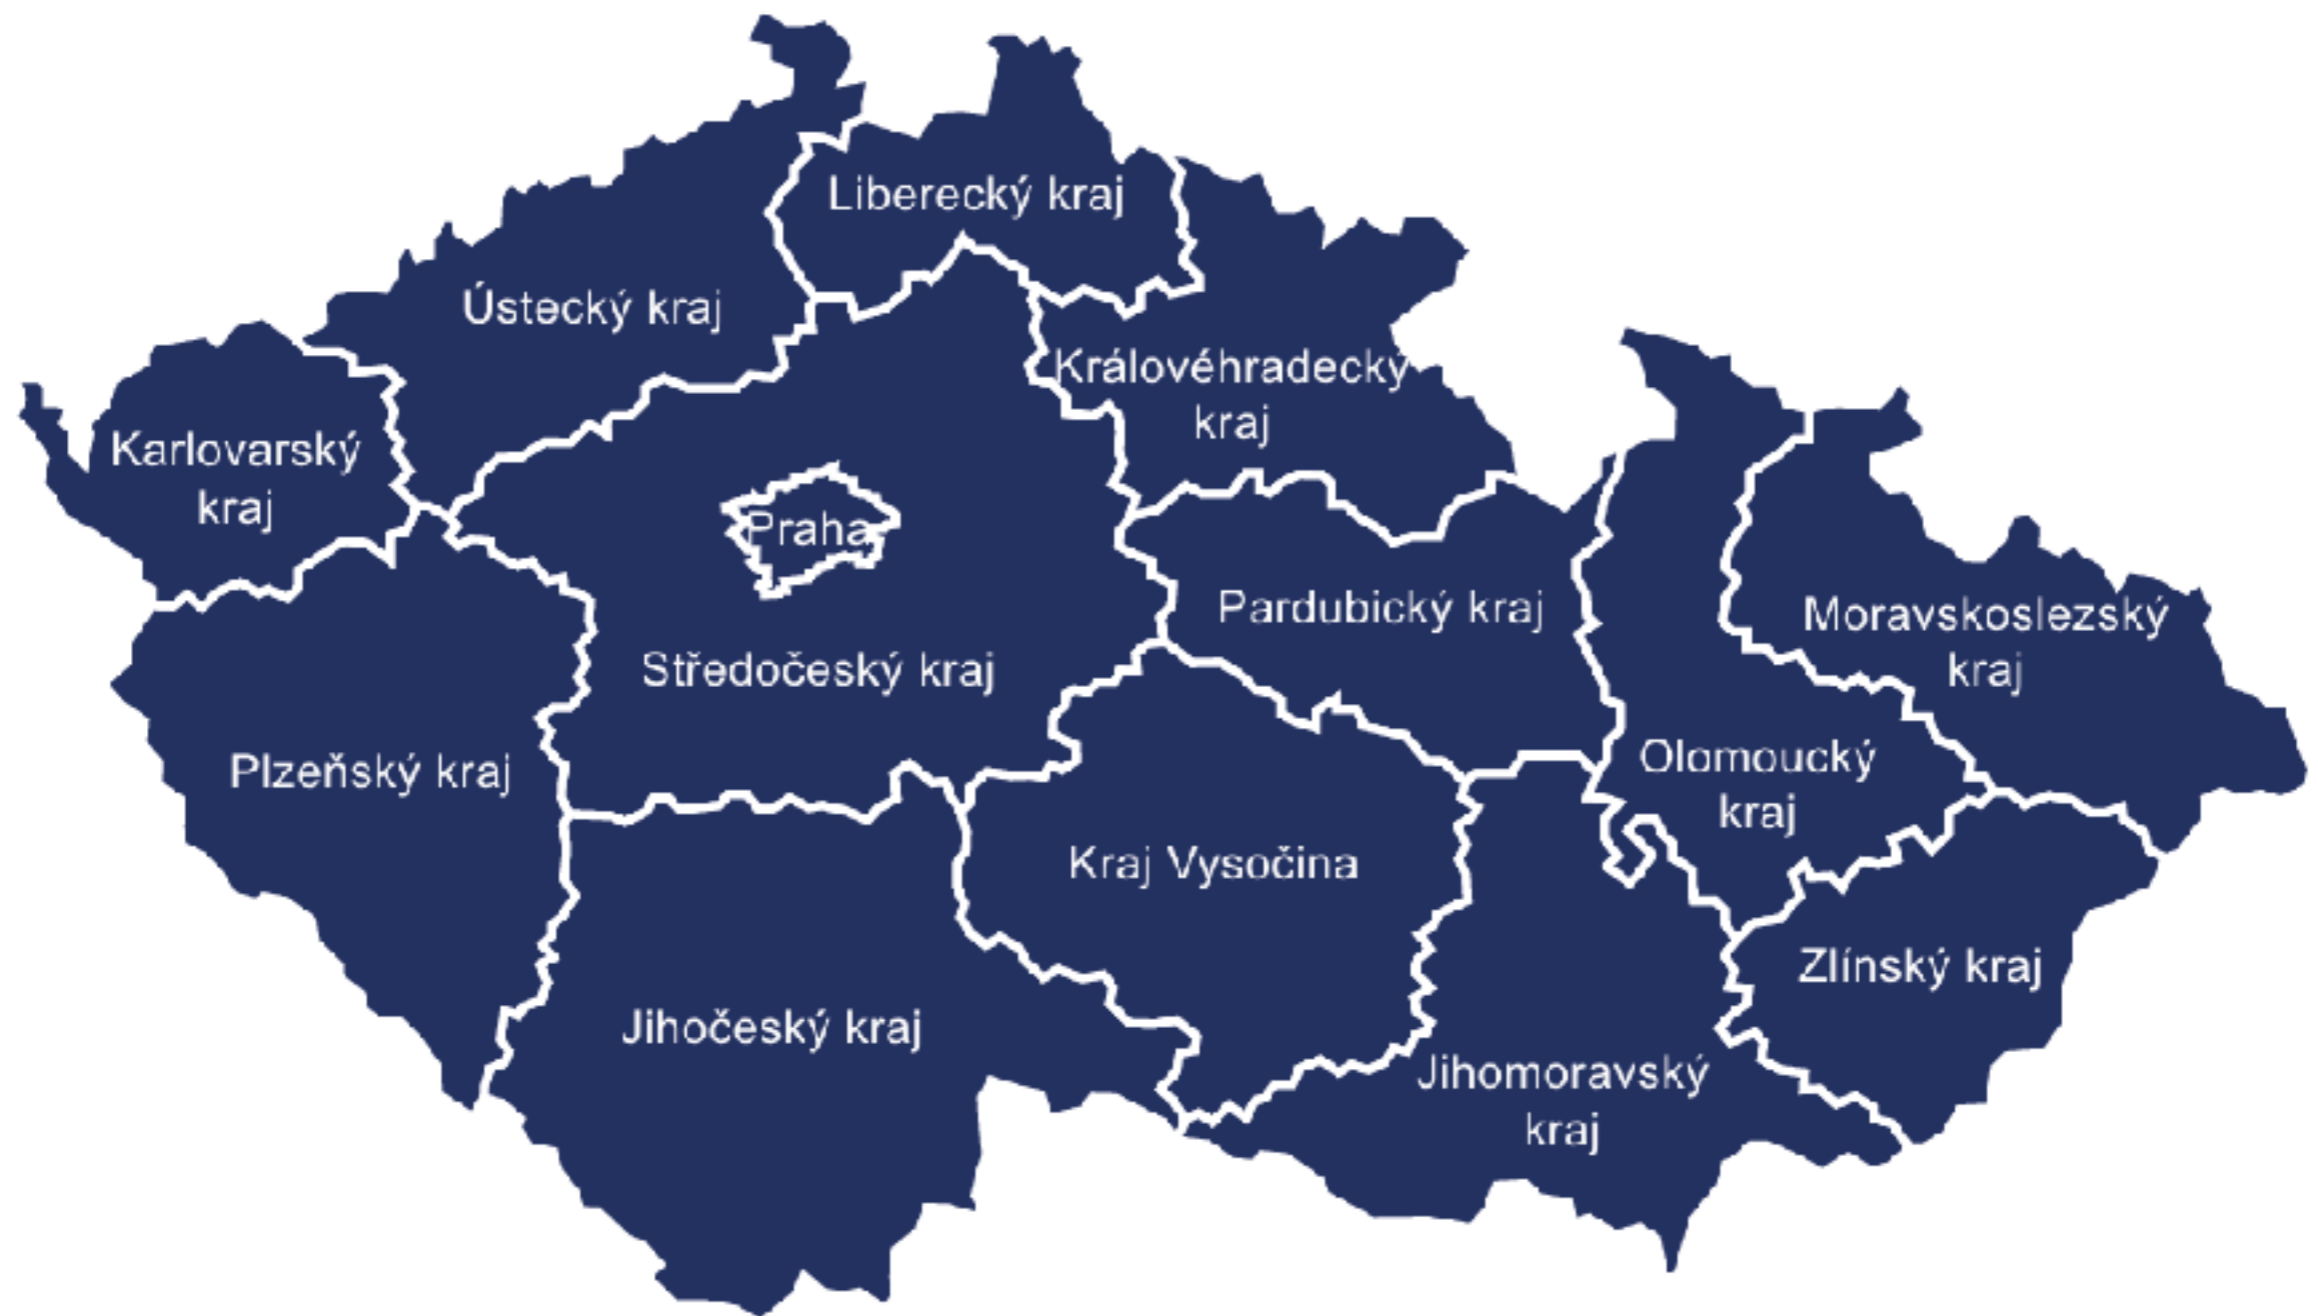 Liberecký kraj
Ústecký kraj
Královéhradecký
kraj
Karlovarský
kraj
Praha
Pardubický kraj
Moravskoslezský
kraj
Středočeský kraj
Plzeňský kraj
Olomoucký
kraj
Kraj Vysočina
Zlínský kraj
Jihočeský kraj
Jihomoravský
kraj